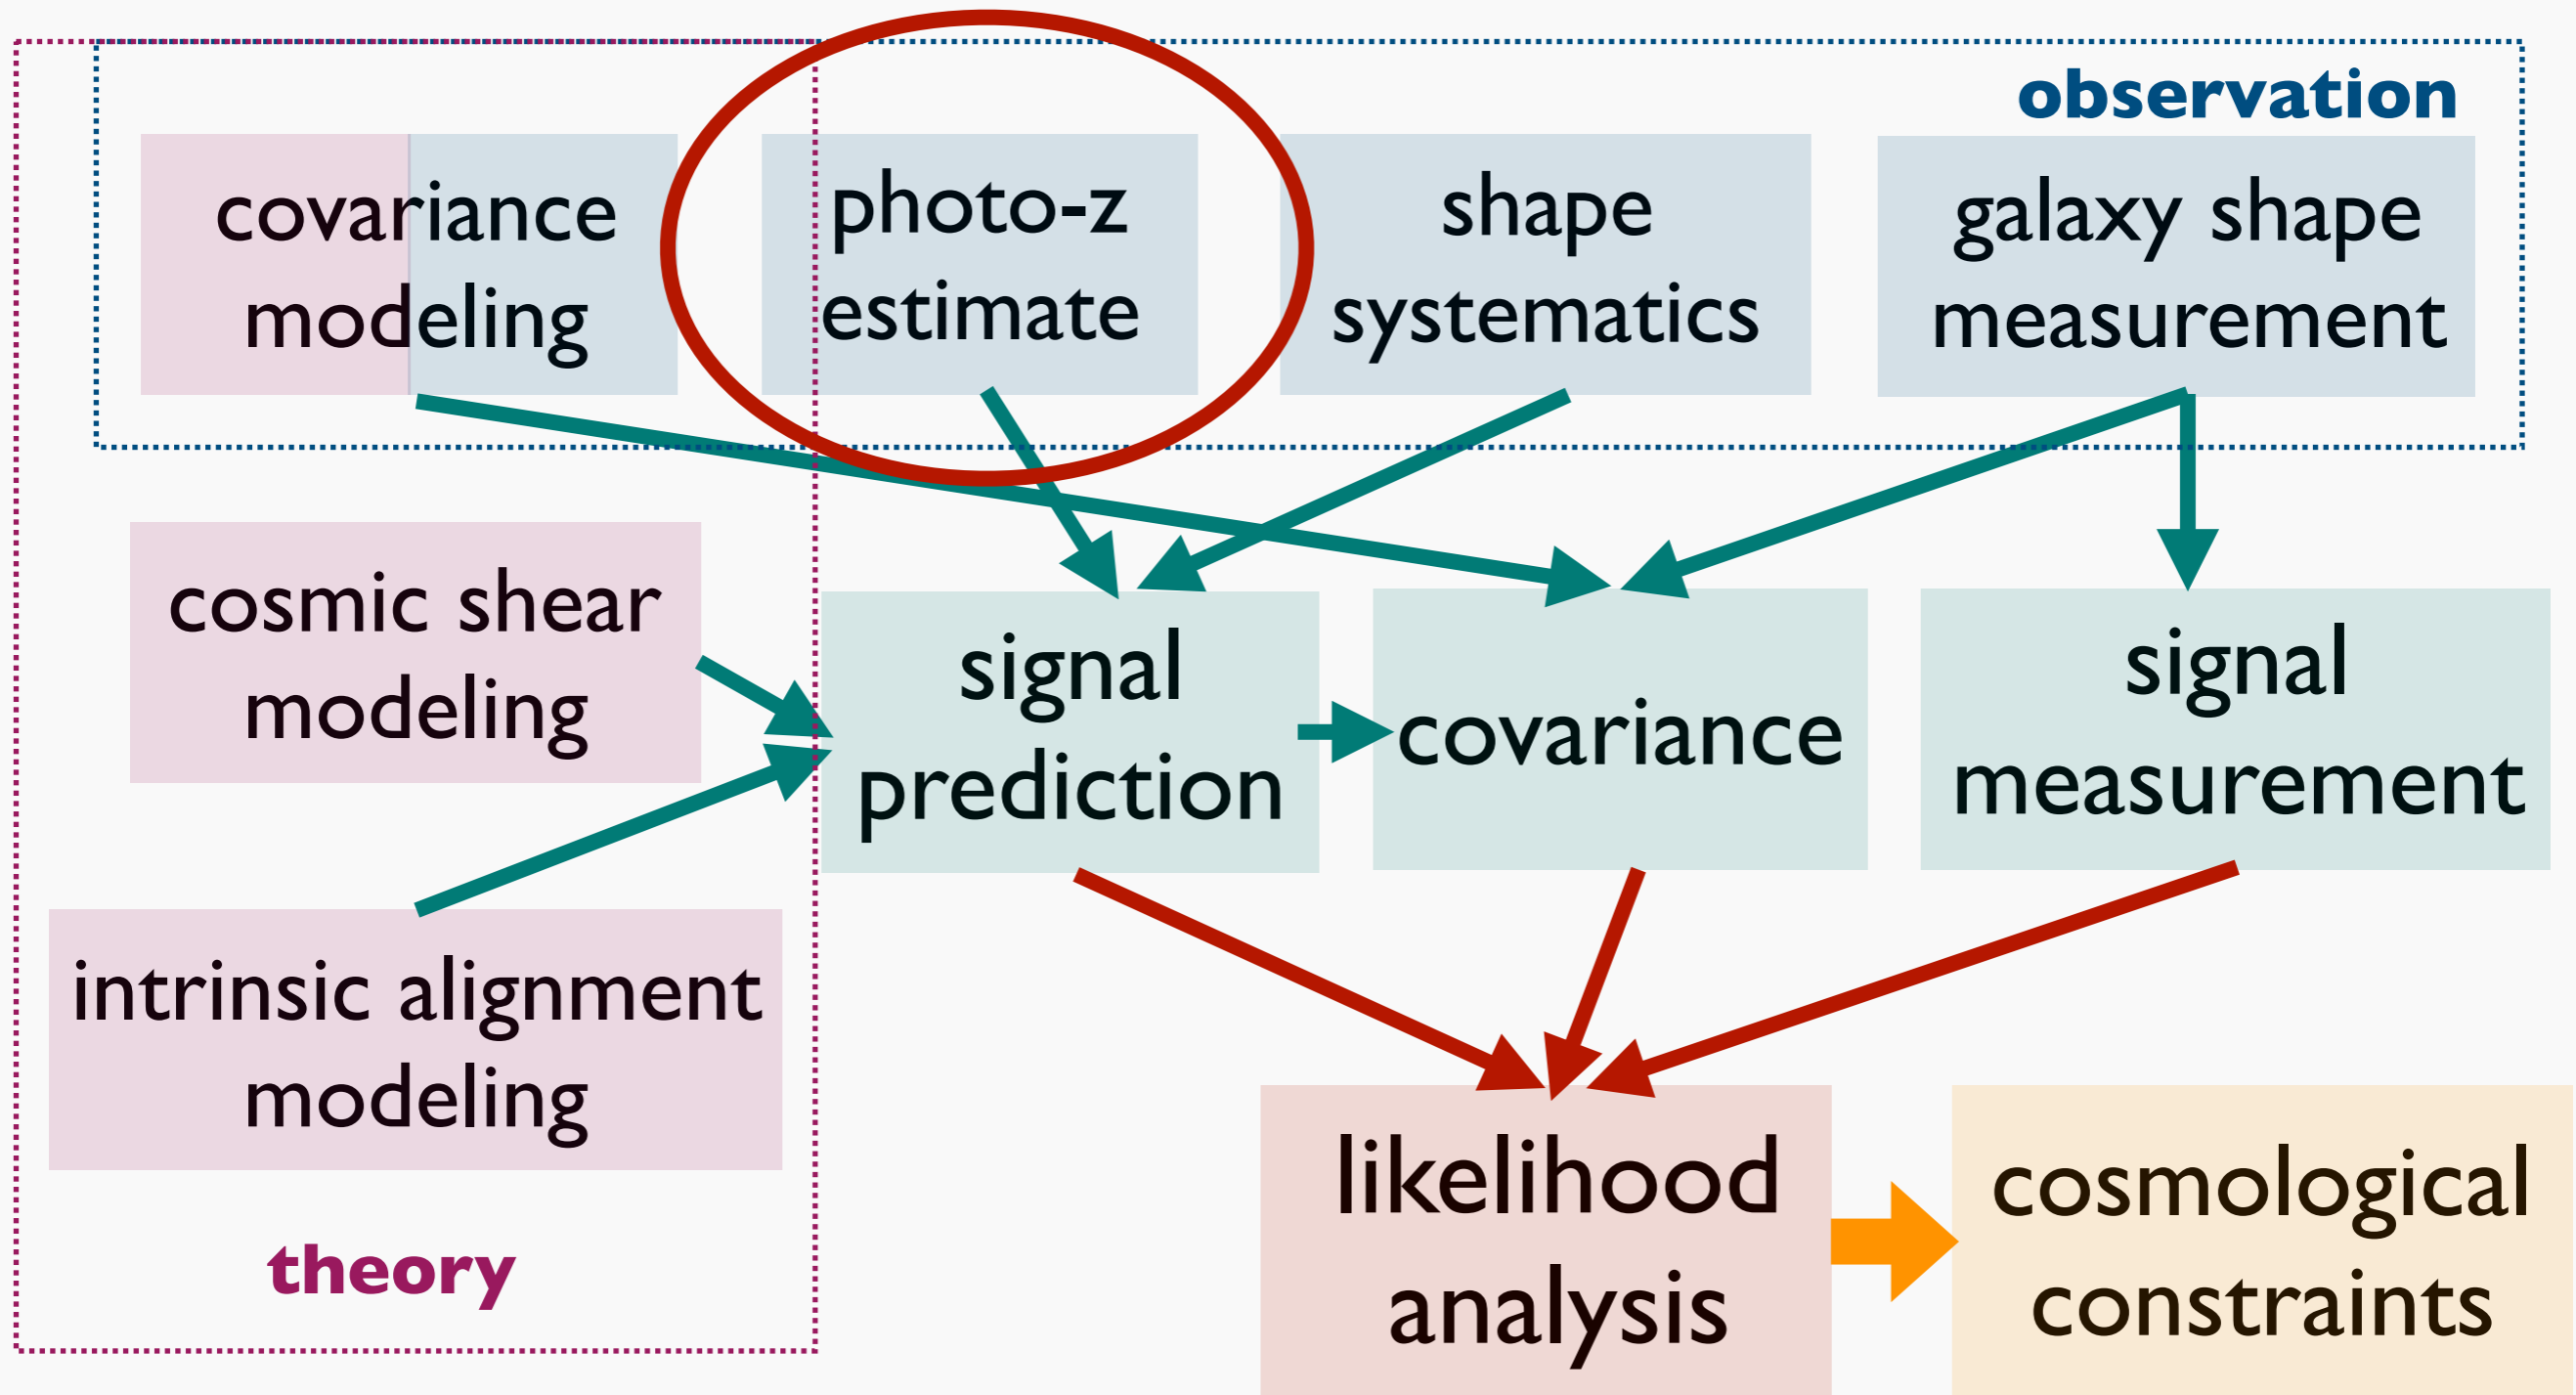 observation
covariance
modeling
photo-z
estimate
shape
systematics
galaxy shape
measurement
cosmic shear
modeling
signal
prediction
covariance
signal
measurement
intrinsic alignment
modeling
theory
likelihood
analysis
cosmological
constraints